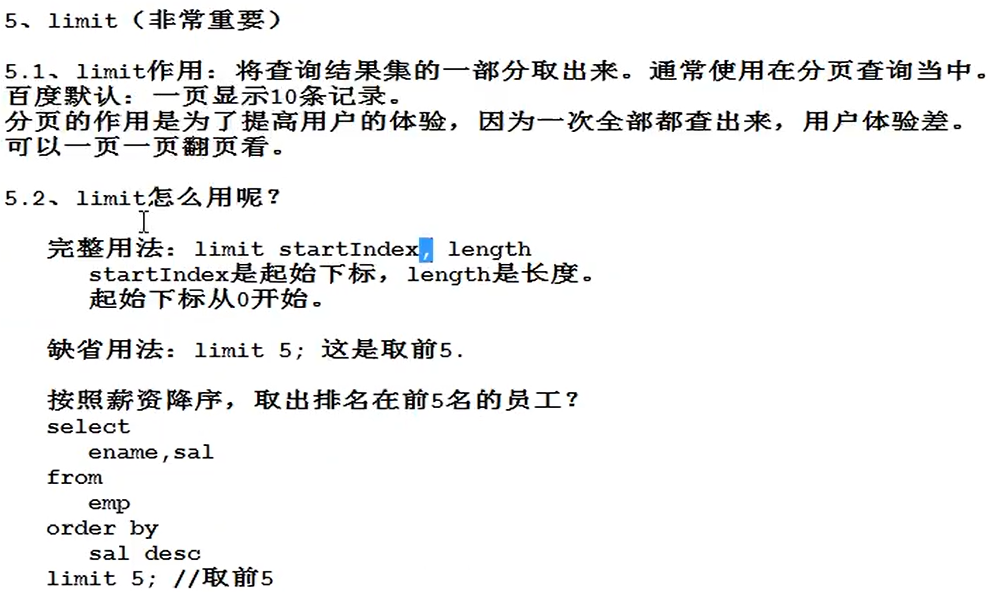 5、limit（非常重要）
5.1、limit作用：将查询结果集的一部分取出来。通常使用在分页查询当中。
百度默认：一页显示10条记录。
分页的作用是为了提高用户的体验，因为一次全部都查出来，用户体验差。
可以一页一页翻页看。
5.2、limit怎么用呢？
完整用法：limit startIndex, length
startIndex是起始下标，length是长度。
起始下标从0开始。
缺省用法：limit 5; 这是取前5.
按照薪资降序，取出排名在前5名的员工？
select
ename,sal
from
emp
order by
sal desc
limit 5; //取前5